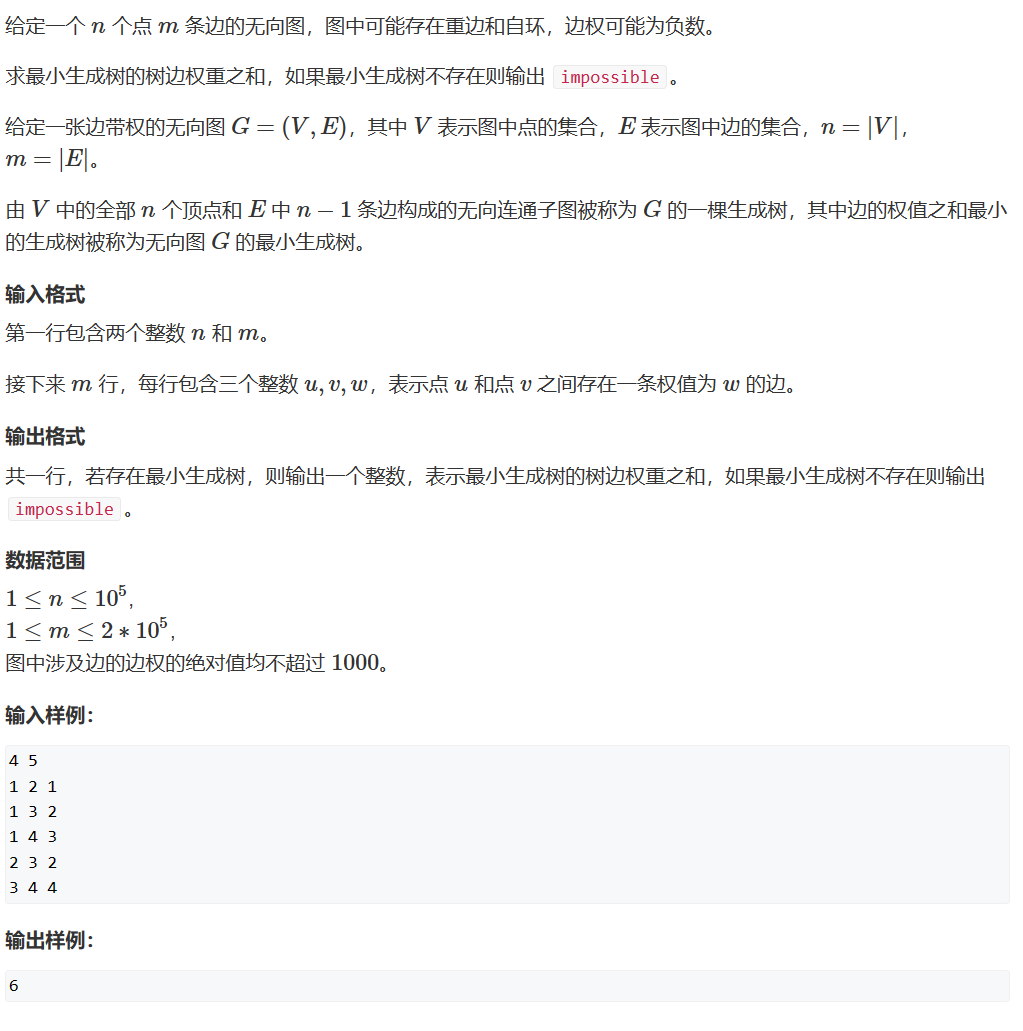 给定一个 n 个点 m 条边的无向图，图中可能存在重边和自环，边权可能为负数。
求最小生成树的树边权重之和，如果最小生成树不存在则输出 impossible 。
给定一张边带权的无向图 G = (V, E)，其中 V 表示图中点的集合，E 表示图中边的集合，n = |V|，
m = |E|。
由 V 中的全部 n 个顶点和 E 中 n − 1 条边构成的无向连通子图被称为 G 的一棵生成树，其中边的权值之和最小
的生成树被称为无向图 G 的最小生成树。
输入格式
第一行包含两个整数 n 和 m。
接下来 m 行，每行包含三个整数 u, v, w，表示点 u 和点 v 之间存在一条权值为 w 的边。
输出格式
共一行，若存在最小生成树，则输出一个整数，表示最小生成树的树边权重之和，如果最小生成树不存在则输出
impossible 。
数据范围
1 ≤ n ≤ 10⁵,
1 ≤ m ≤ 2 * 10⁵,
图中涉及边的边权的绝对值均不超过 1000。
输入样例：
4 5
1 2 1
1 3 2
1 4 3
2 3 2
3 4 4
输出样例：
6